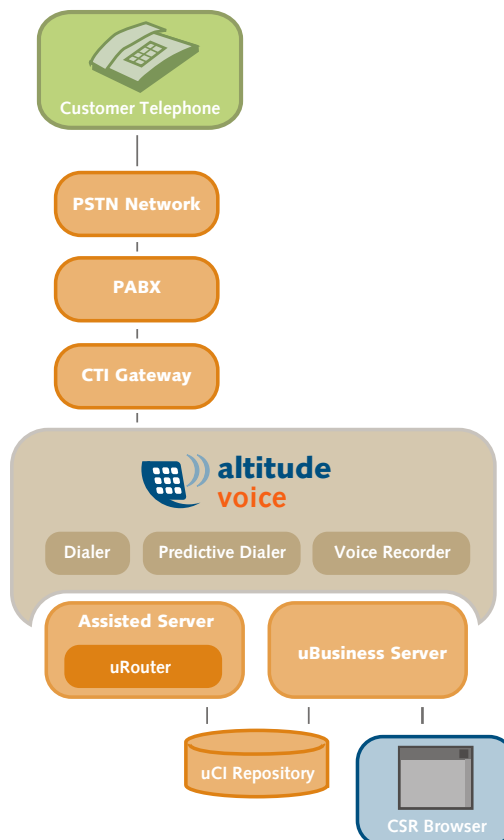 Customer Telephone
PSTN Network
PABX
CTI Gateway
altitude
voice
Dialer
Predictive Dialer
Voice Recorder
Assisted Server
uRouter
uBusiness Server
uCI Repository
CSR Browser